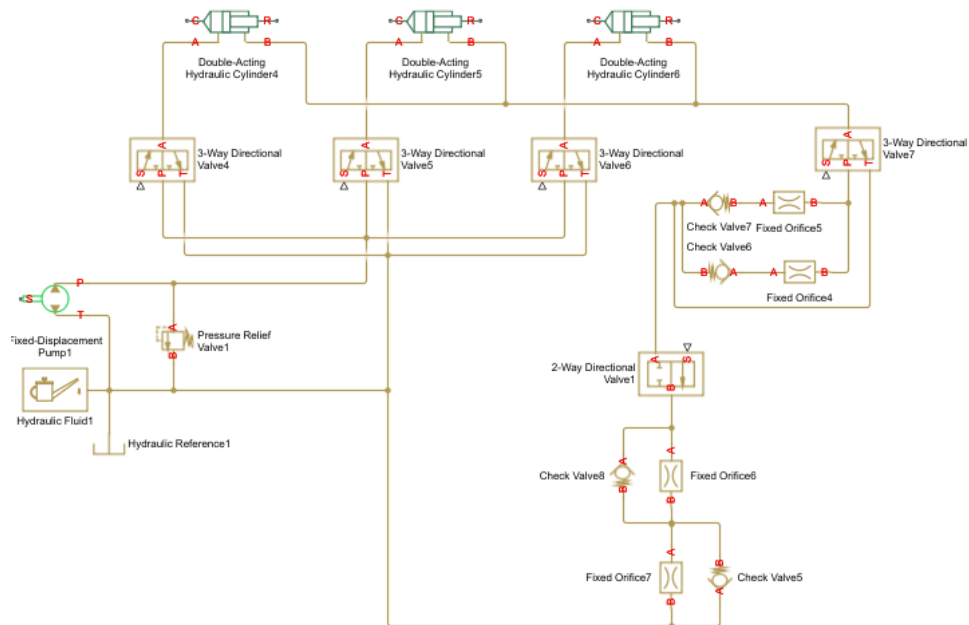 C R C R C R
A B A B A B
Double-Acting
Hydraulic Cylinder4
Double-Acting
Hydraulic Cylinder5
Double-Acting
Hydraulic Cylinder6
A
S P T
3-Way Directional
Valve4
A
S P T
3-Way Directional
Valve5
A
S P T
3-Way Directional
Valve6
A
S P T
3-Way Directional
Valve7
A B A B
Check Valve7 Fixed Orifice5
Check Valve6
B A A B
Fixed Orifice4
P
S
T
Fixed-Displacement
Pump1
A
B
Pressure Relief
Valve1
Hydraulic Fluid1
Hydraulic Reference1
A S
B
2-Way Directional
Valve1
A
B
Check Valve8
A
B
Fixed Orifice6
A
B
Fixed Orifice7
B
A
Check Valve5